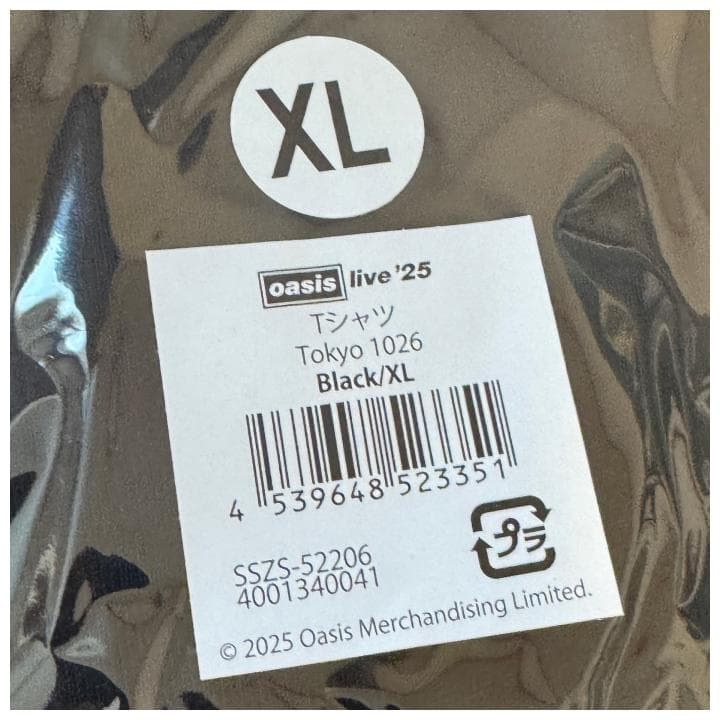 XL
oasis live '25
Tシャツ
Tokyo 1026
Black/XL
4 539648 523351
プラ
SSZS-52206
4001340041
© 2025 Oasis Merchandising Limited.